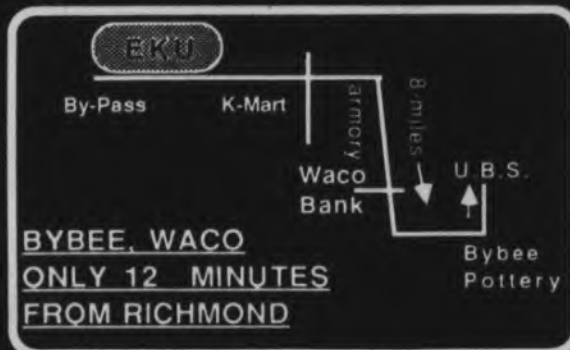 EKU
By-Pass
K-Mart
armory
8 miles
Waco
Bank
U.B.S.
Bybee
Pottery
BYBEE, WACO
ONLY 12 MINUTES
FROM RICHMOND